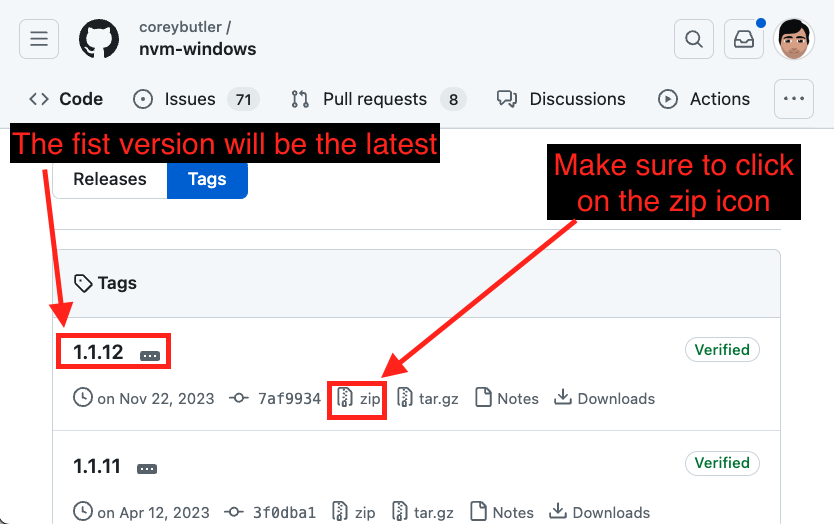 coreybutler /
nvm-windows
Code Issues 71 Pull requests 8 Discussions Actions
The fist version will be the latest
Make sure to click
on the zip icon
Releases Tags
Tags
1.1.12 Verified
on Nov 22, 2023 7af9934 zip tar.gz Notes Downloads
1.1.11 Verified
on Apr 12, 2023 3f0dba1 zip tar.gz Notes Downloads